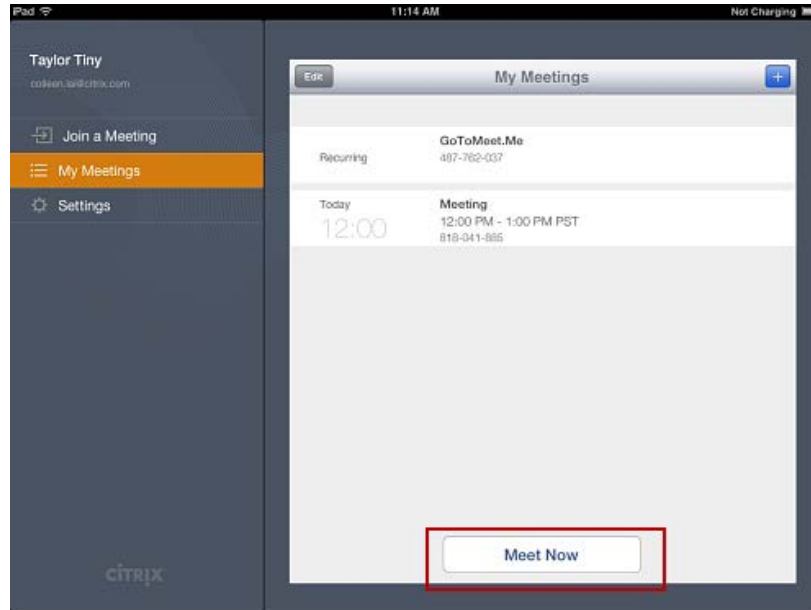 iPad
11:14 AM
Not Charging
Taylor Tiny
Join a Meeting
My Meetings
Settings
CITRIX
Edit
My Meetings
+
Recurring
GoToMeet.Me
487-762-037
Today
12:00
Meeting
12:00 PM - 1:00 PM PST
818-041-885
Meet Now